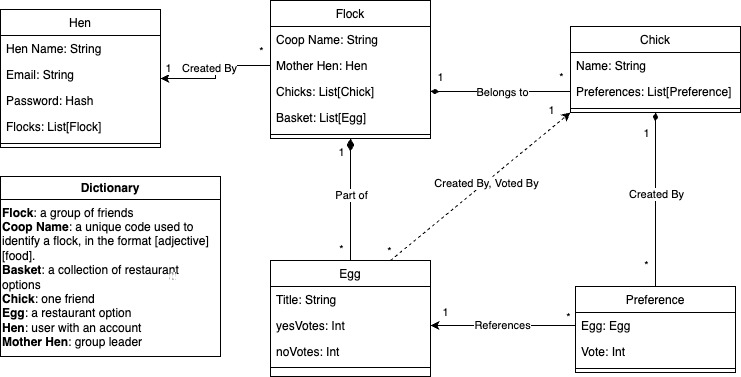 Hen
Hen Name: String
Email: String
Password: Hash
Flocks: List[Flock]
1
Created By
*
Flock
Coop Name: String
Mother Hen: Hen
Chicks: List[Chick]
Basket: List[Egg]
1
Belongs to
*
Chick
Name: String
Preferences: List[Preference]
1
Part of
*
1
Created By, Voted By
*
1
Created By
*
Dictionary
Flock: a group of friends
Coop Name: a unique code used to
identify a flock, in the format [adjective]
[food].
Basket: a collection of restaurant
options
Chick: one friend
Egg: a restaurant option
Hen: user with an account
Mother Hen: group leader
Egg
Title: String
yesVotes: Int
noVotes: Int
1
References
*
Preference
Egg: Egg
Vote: Int